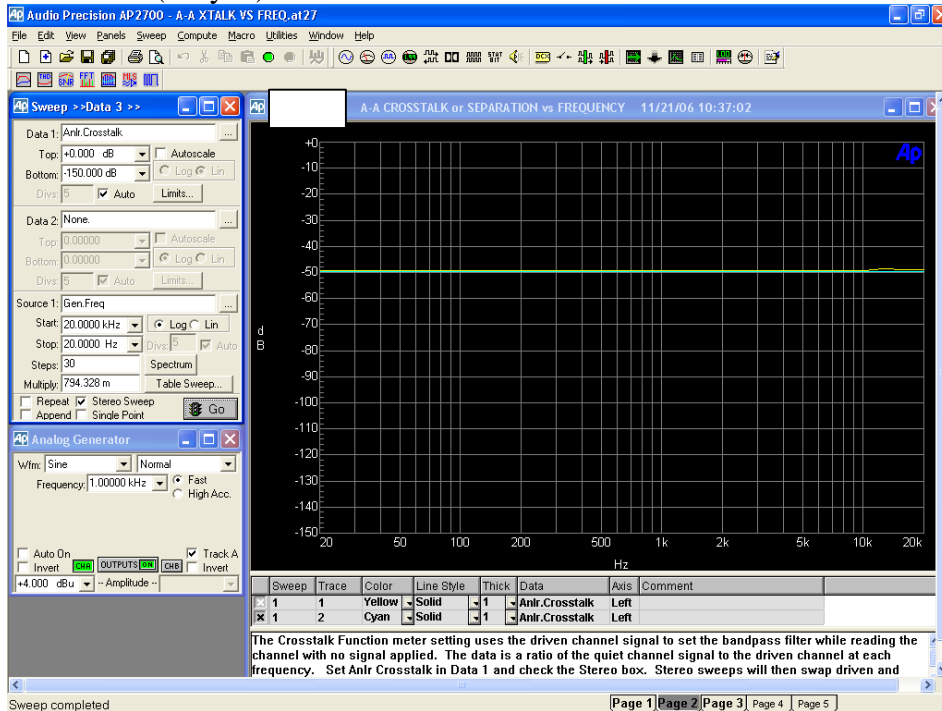 Audio Precision AP2700 - A-A XTALK VS FREQ.at27
File Edit View Panels Sweep Compute Macro Utilities Window Help
Sweep >>Data 3 >>
Data 1: Anlr.Crosstalk ...
Top: +0.000 dB Autoscale
Bottom: -150.000 dB Log Lin
Divs: 5 Auto Limits...
Data 2: None. ...
Top: 0.00000 Autoscale
Bottom: 0.00000 Log Lin
Divs: 5 Auto Limits...
Source 1: Gen.Freq ...
Start: 20.0000 kHz Log Lin
Stop: 20.0000 Hz Divs: 5 Auto
Steps: 30 Spectrum
Multiply: 794.328 m Table Sweep...
Repeat Stereo Sweep
Append Single Point Go
Analog Generator
Wfm: Sine Normal
Frequency: 1.00000 kHz Fast
High Acc.
Auto On Track A
Invert CHA OUTPUTS ON CHB Invert
+4.000 dBu -- Amplitude --
Ap A-A CROSSTALK or SEPARATION vs FREQUENCY 11/21/06 10:37:02
Ap
+0
-10
-20
-30
-40
-50
-60
-70
-80
-90
-100
-110
-120
-130
-140
-150
d
B
20 50 100 200 500 1k 2k 5k 10k 20k
Hz
Sweep Trace Color Line Style Thick Data Axis Comment
1 1 Yellow Solid 1 Anlr.Crosstalk Left
1 2 Cyan Solid 1 Anlr.Crosstalk Left
The Crosstalk Function meter setting uses the driven channel signal to set the bandpass filter while reading the
channel with no signal applied. The data is a ratio of the quiet channel signal to the driven channel at each
frequency. Set Anlr Crosstalk in Data 1 and check the Stereo box. Stereo sweeps will then swap driven and
Sweep completed
Page 1 Page 2 Page 3 Page 4 Page 5